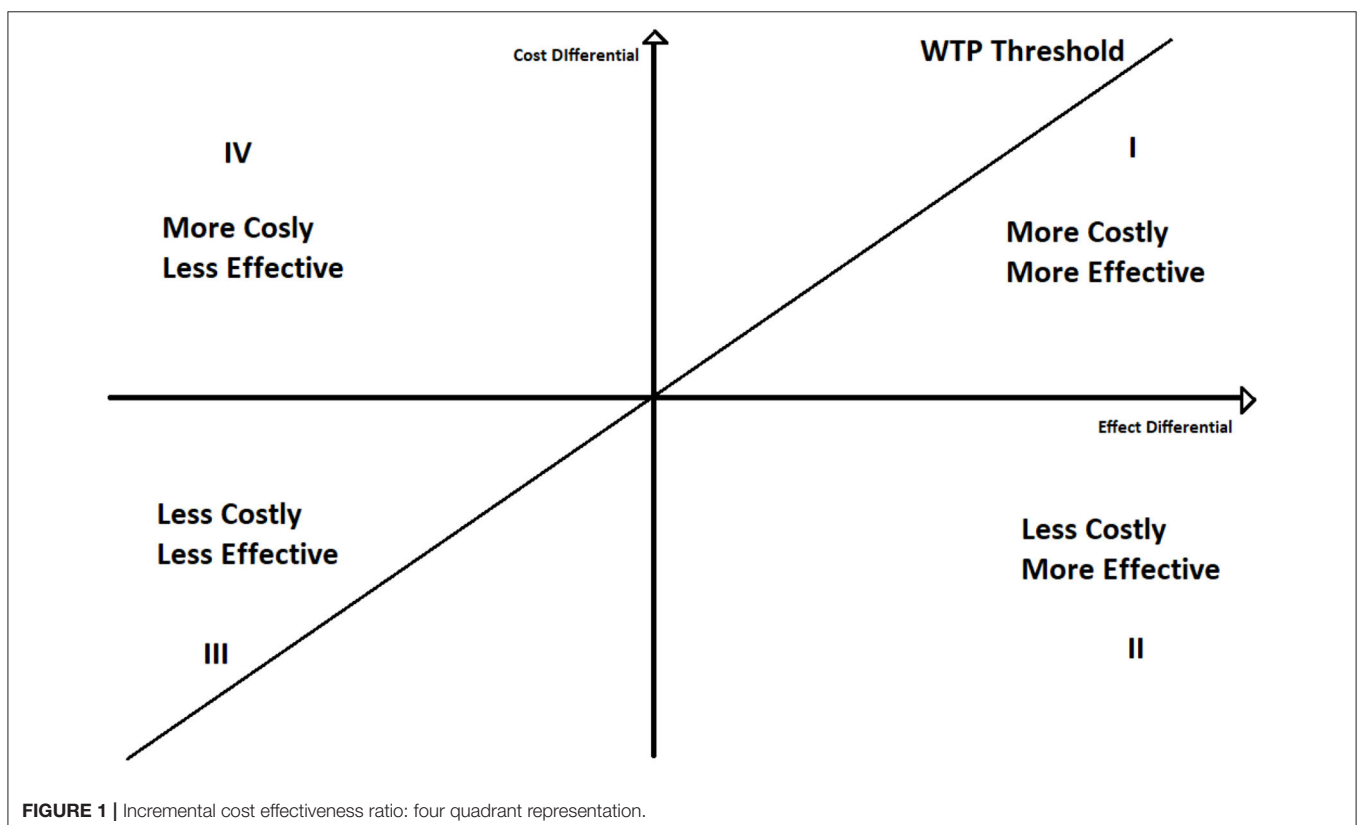 Cost DIfferential
WTP Threshold
IV
I
More Cosly
Less Effective
More Costly
More Effective
Effect Differential
Less Costly
Less Effective
Less Costly
More Effective
III
II
FIGURE 1 | Incremental cost effectiveness ratio: four quadrant representation.